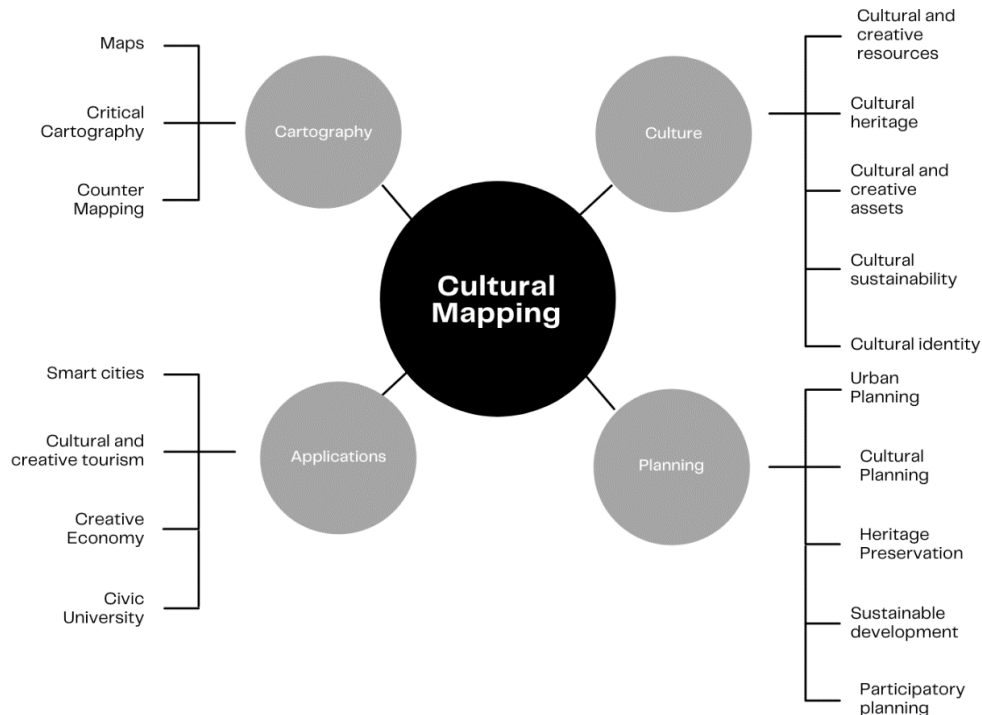 Maps
Critical
Cartography
Counter
Mapping
Cartography
Culture
Cultural and
creative
resources
Cultural
heritage
Cultural and
creative
assets
Cultural
sustainability
Cultural identity
Cultural
Mapping
Smart cities
Cultural and
creative tourism
Creative
Economy
Civic
University
Applications
Planning
Urban
Planning
Cultural
Planning
Heritage
Preservation
Sustainable
development
Participatory
planning